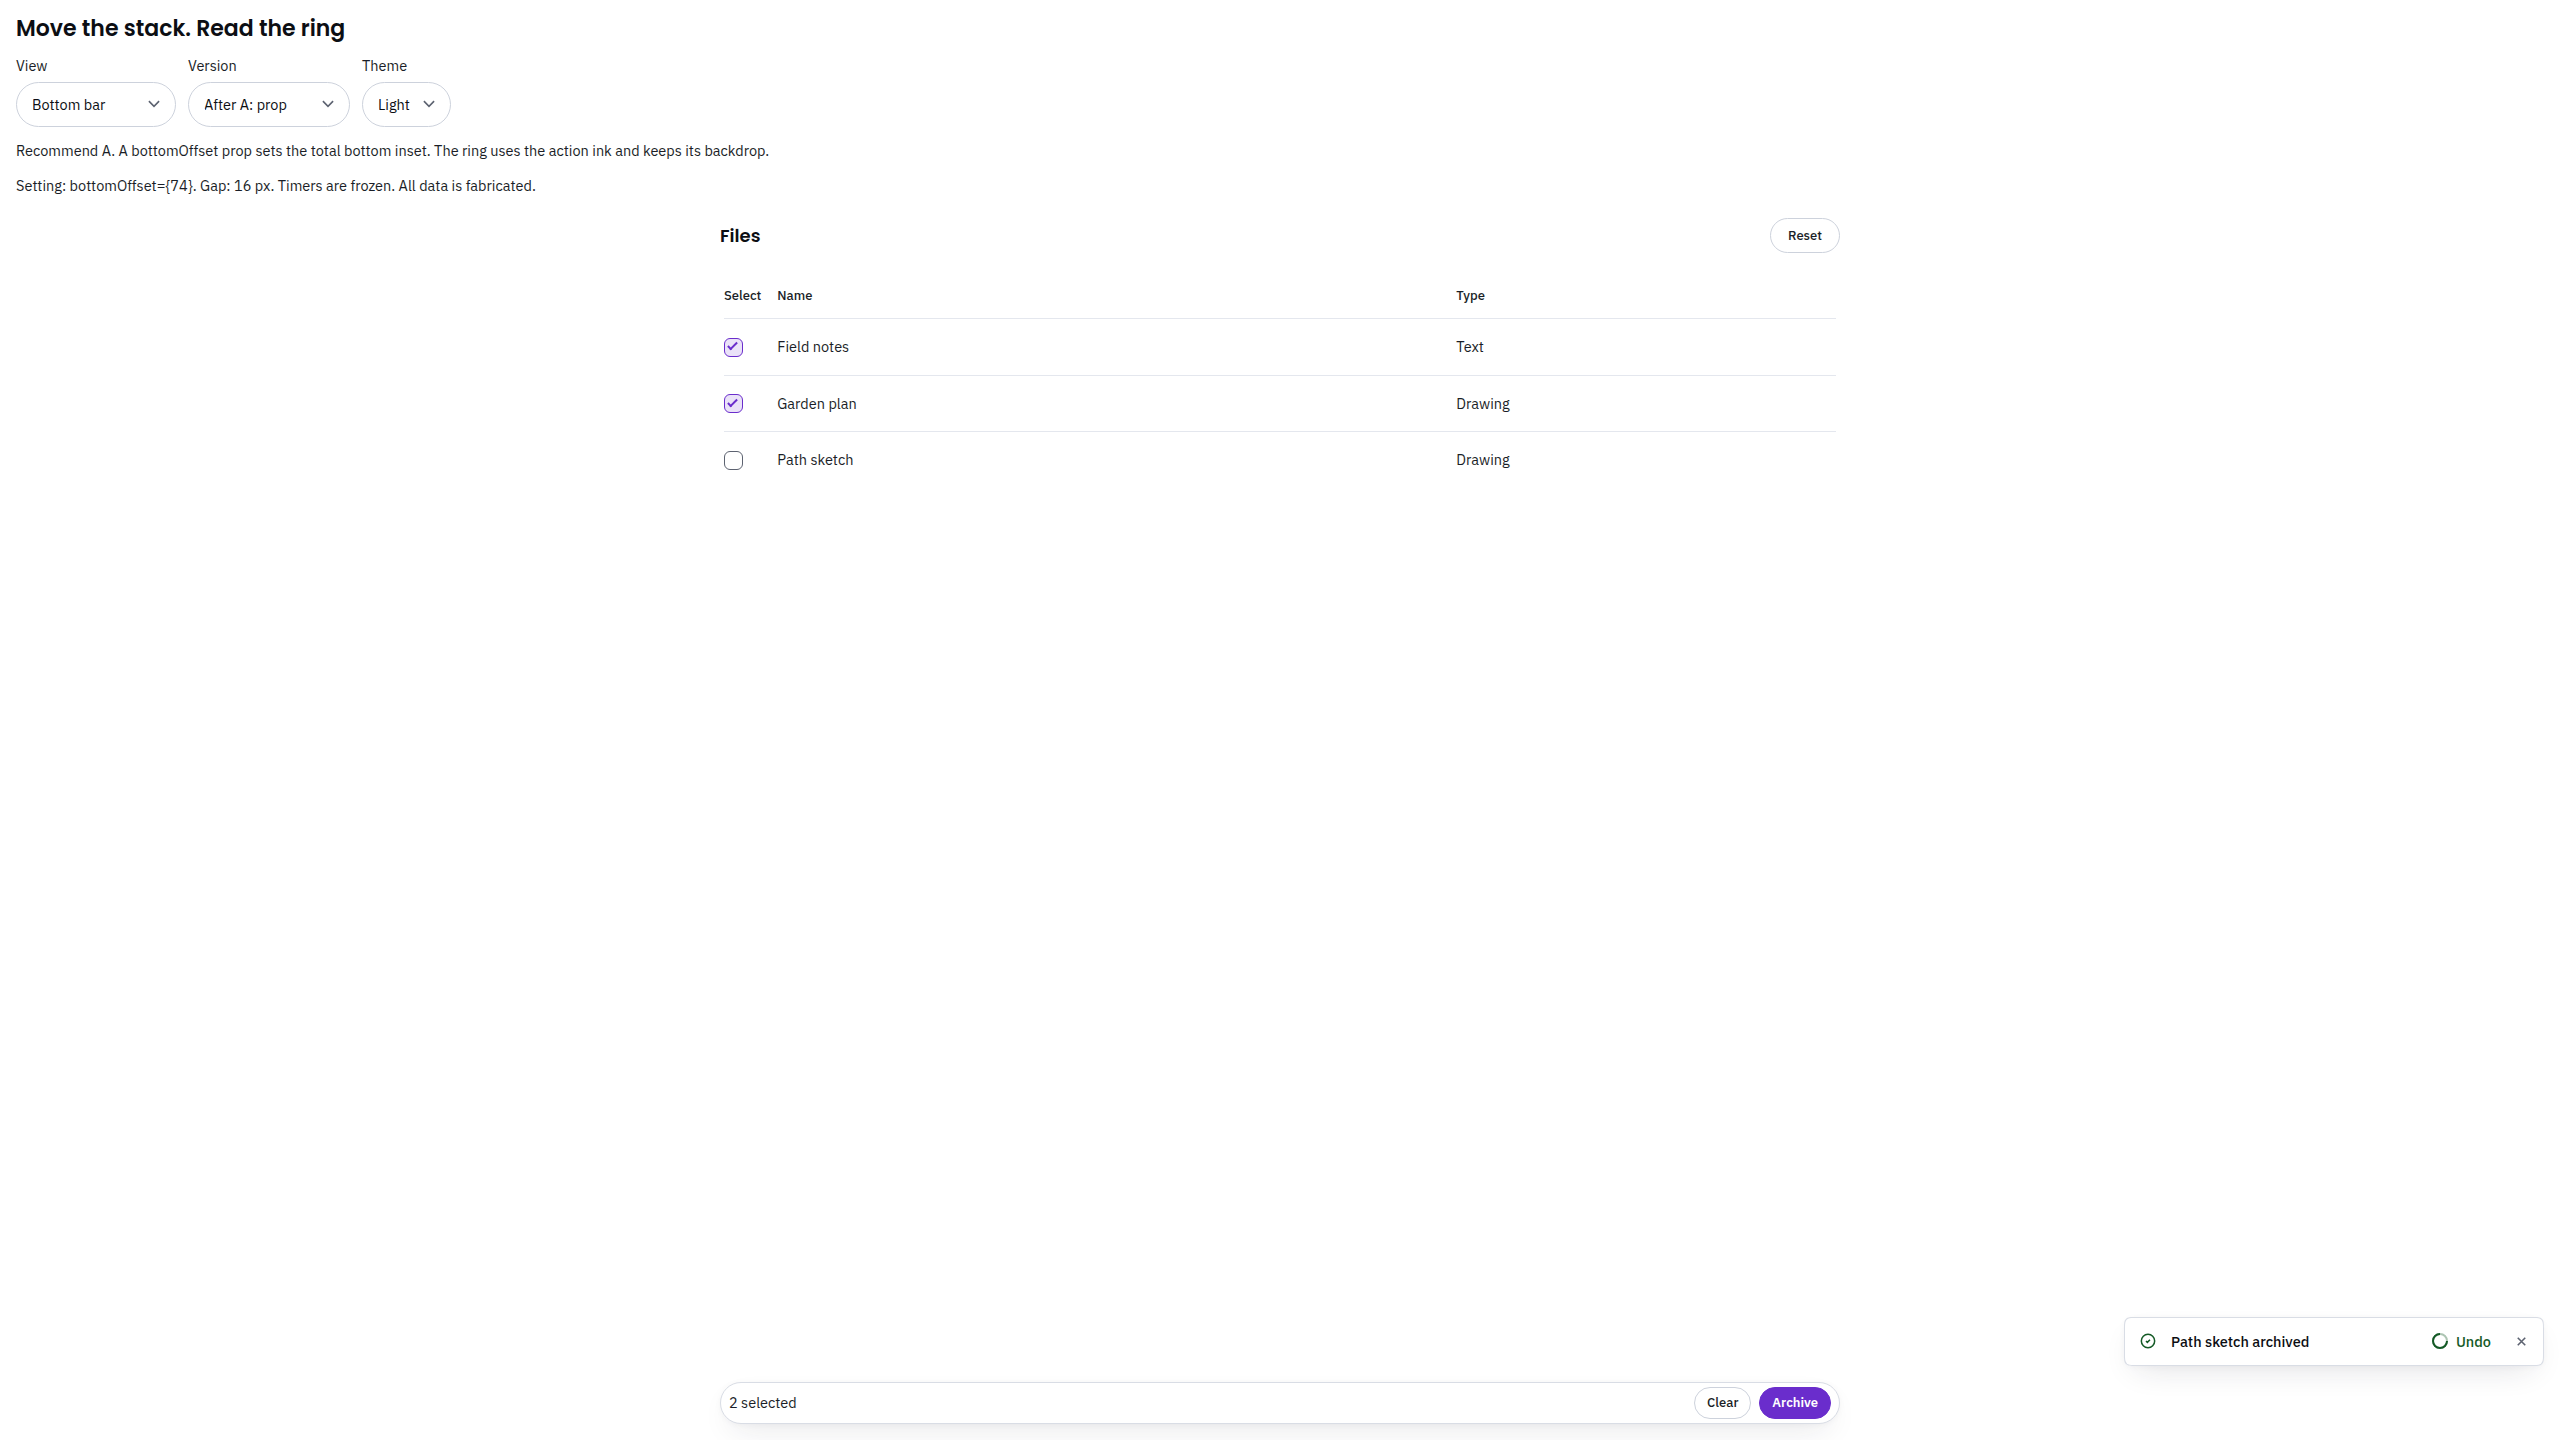 Move the stack. Read the ring
View
Version
Theme
Bottom bar
After A: prop
Light
Recommend A. A bottomOffset prop sets the total bottom inset. The ring uses the action ink and keeps its backdrop.
Setting: bottomOffset={74}. Gap: 16 px. Timers are frozen. All data is fabricated.
Files
Reset
Select Name Type
Field notes Text
Garden plan Drawing
Path sketch Drawing
Path sketch archived Undo
2 selected Clear Archive